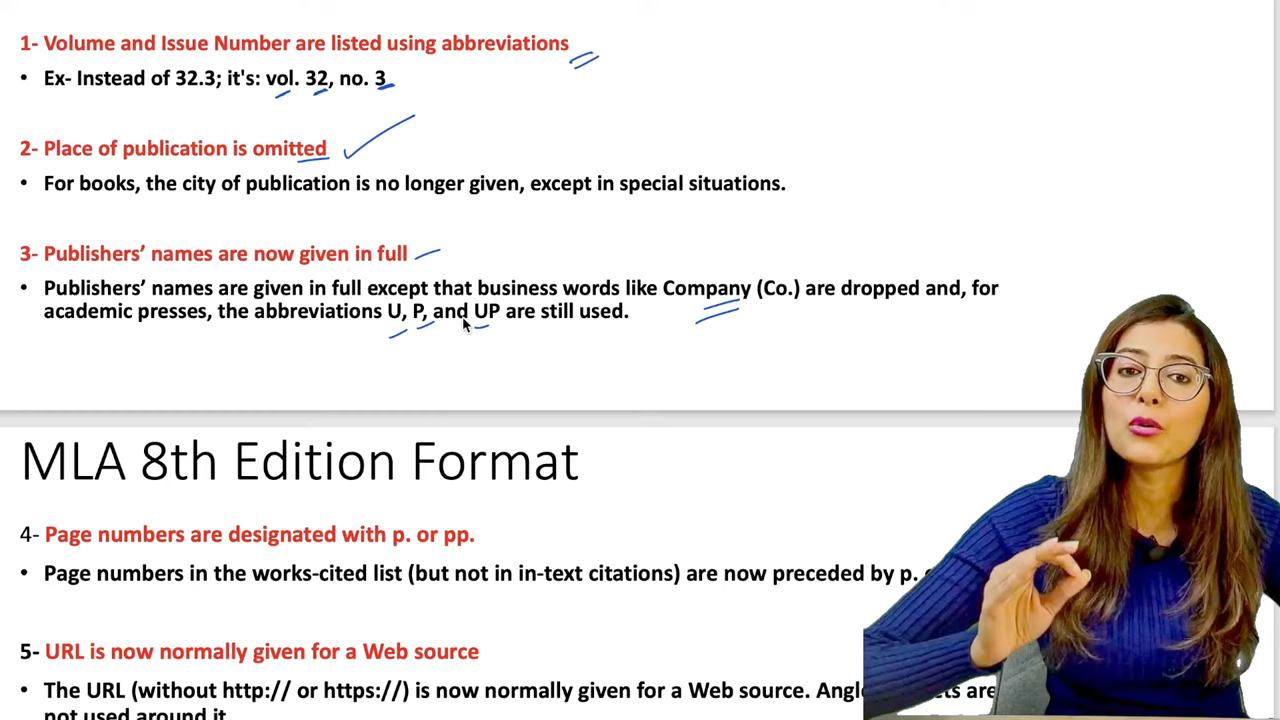 1- Volume and Issue Number are listed using abbreviations
• Ex- Instead of 32.3; it's: vol. 32, no. 3
2- Place of publication is omitted
• For books, the city of publication is no longer given, except in special situations.
3- Publishers’ names are now given in full
• Publishers’ names are given in full except that business words like Company (Co.) are dropped and, for
academic presses, the abbreviations U, P, and UP are still used.
MLA 8th Edition Format
4- Page numbers are designated with p. or pp.
• Page numbers in the works-cited list (but not in in-text citations) are now preceded by p.
5- URL is now normally given for a Web source
• The URL (without http:// or https://) is now normally given for a Web source. are
not used around it